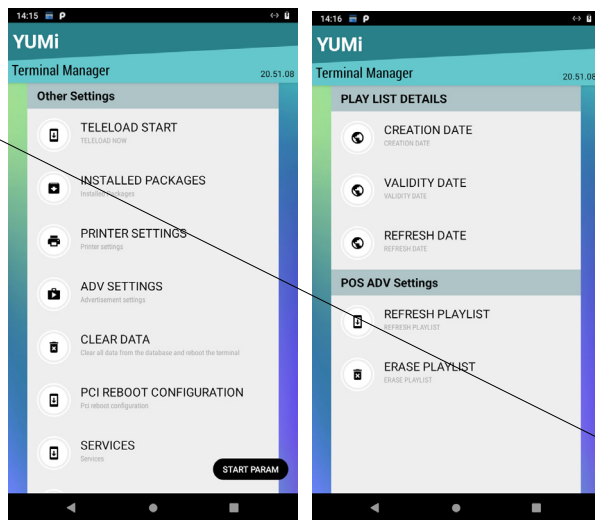 14:15
YUMi
Terminal Manager
20.51.08
Other Settings
TELELOAD START
TELELOAD NOW
INSTALLED PACKAGES
Installed Packages
PRINTER SETTINGS
Printer settings
ADV SETTINGS
Advertisement settings
CLEAR DATA
Clear all data from the database and reboot the terminal
PCI REBOOT CONFIGURATION
Pci reboot configuration
SERVICES
Services
START PARAM
14:16
YUMi
Terminal Manager
20.51.08
PLAY LIST DETAILS
CREATION DATE
CREATION DATE
VALIDITY DATE
VALIDITY DATE
REFRESH DATE
REFRESH DATE
POS ADV Settings
REFRESH PLAYLIST
REFRESH PLAYLIST
ERASE PLAYLIST
ERASE PLAYLIST